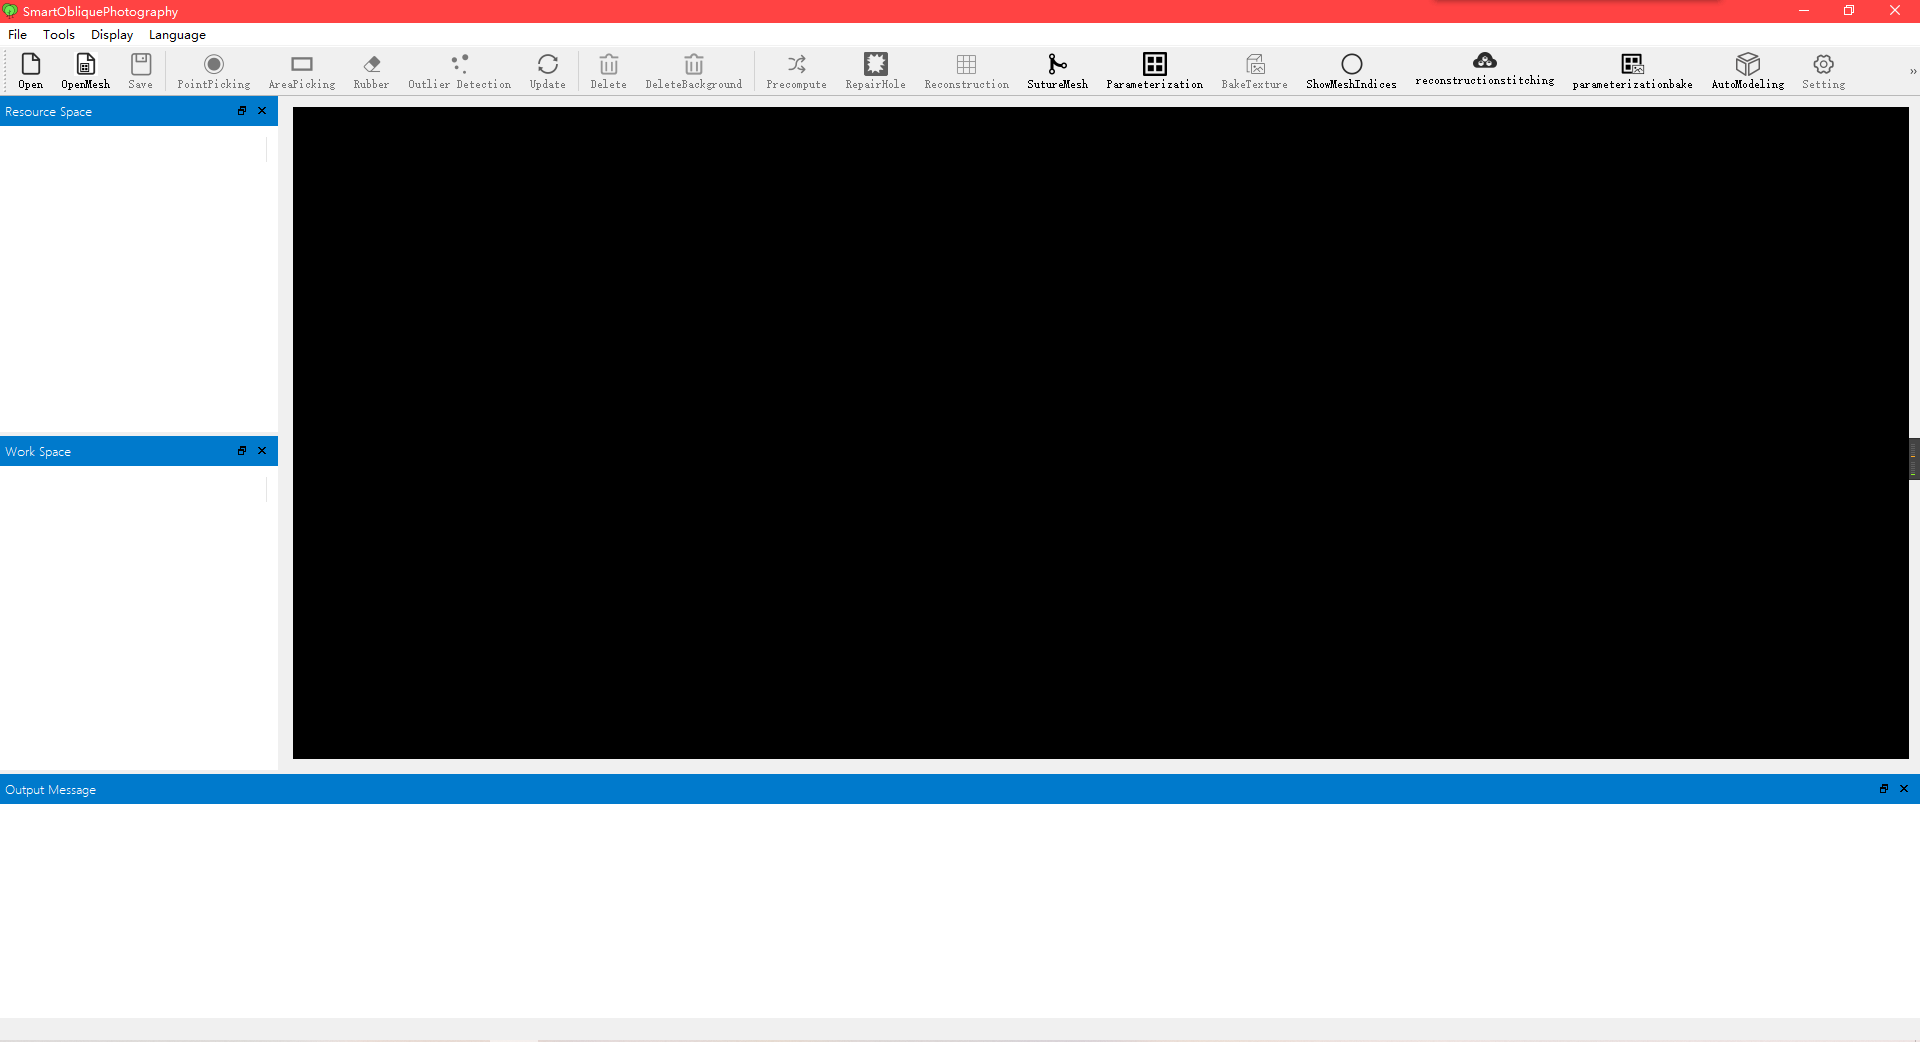 SmartObliquePhotography
File Tools Display Language
Open OpenMesh Save PointPicking AreaPicking Rubber Outlier Detection Update Delete DeleteBackground Precompute RepairHole Reconstruction SutureMesh Parameterization BakeTexture ShowMeshIndices reconstructionstitching parameterizationbake AutoModeling Setting »
Resource Space
Work Space
Output Message